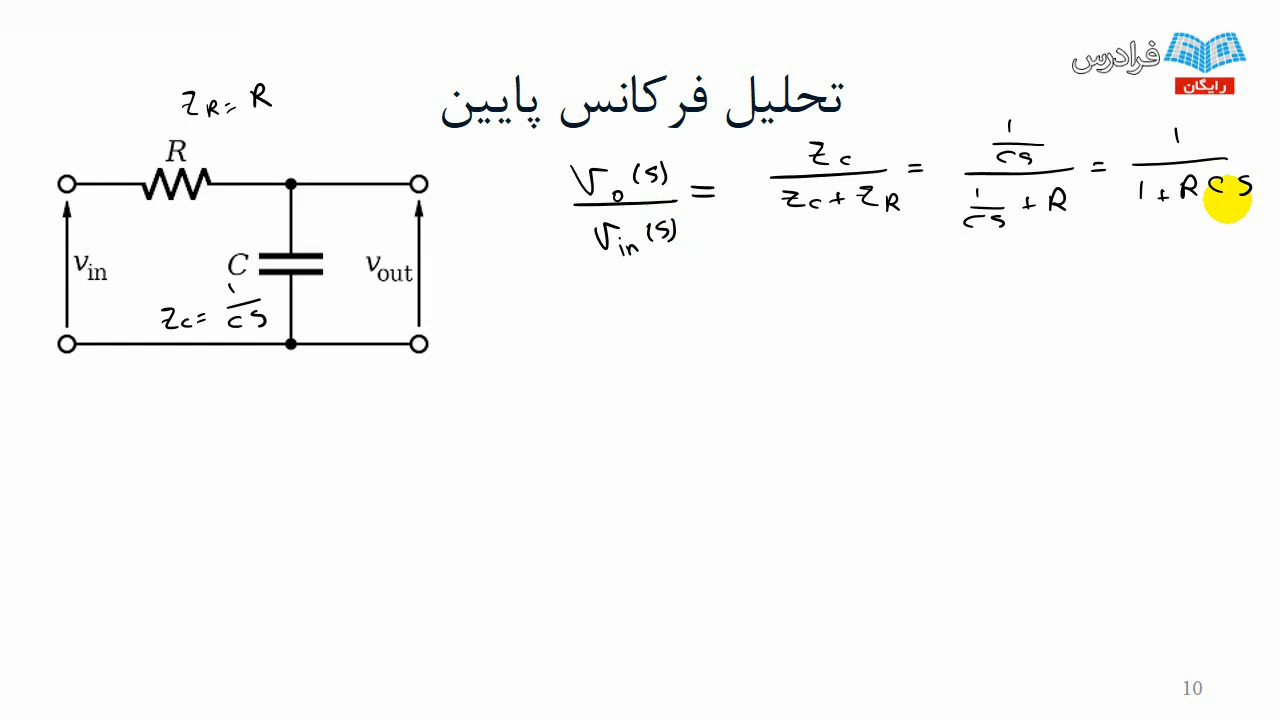 فرادرس
رایگان
تحلیل فرکانس پایین
Z_R = R
R
V_o(s) / V_in(s) = Z_C / (Z_C + Z_R) = (1/CS) / (1/CS + R) = 1 / (1 + RCS)
v_in
C
v_out
Z_C = 1/CS
10